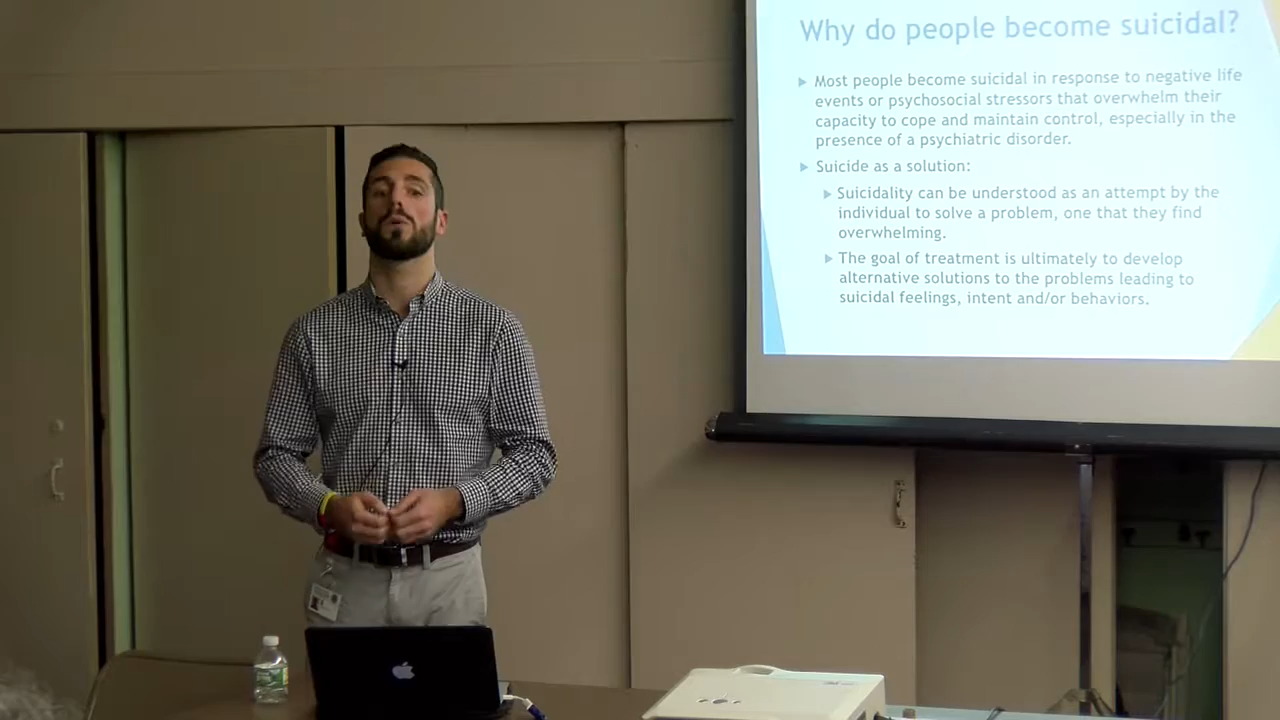 Why do people become suicidal?
Most people become suicidal in response to negative life
events or psychosocial stressors that overwhelm their
capacity to cope and maintain control, especially in the
presence of a psychiatric disorder.
Suicide as a solution:
Suicidality can be understood as an attempt by the
individual to solve a problem, one that they find
overwhelming.
The goal of treatment is ultimately to develop
alternative solutions to the problems leading to
suicidal feelings, intent and/or behaviors.